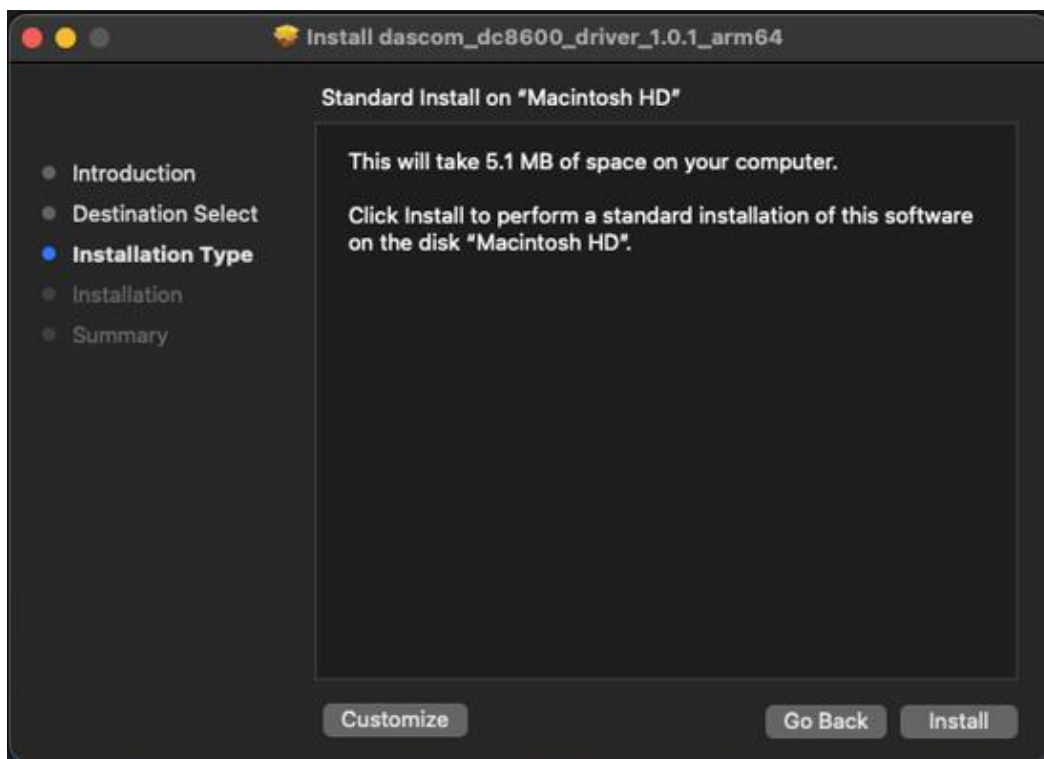 Install dascom_dc8600_driver_1.0.1_arm64
Standard Install on “Macintosh HD”
Introduction
Destination Select
Installation Type
Installation
Summary
This will take 5.1 MB of space on your computer.
Click Install to perform a standard installation of this software
on the disk “Macintosh HD”.
Customize
Go Back
Install